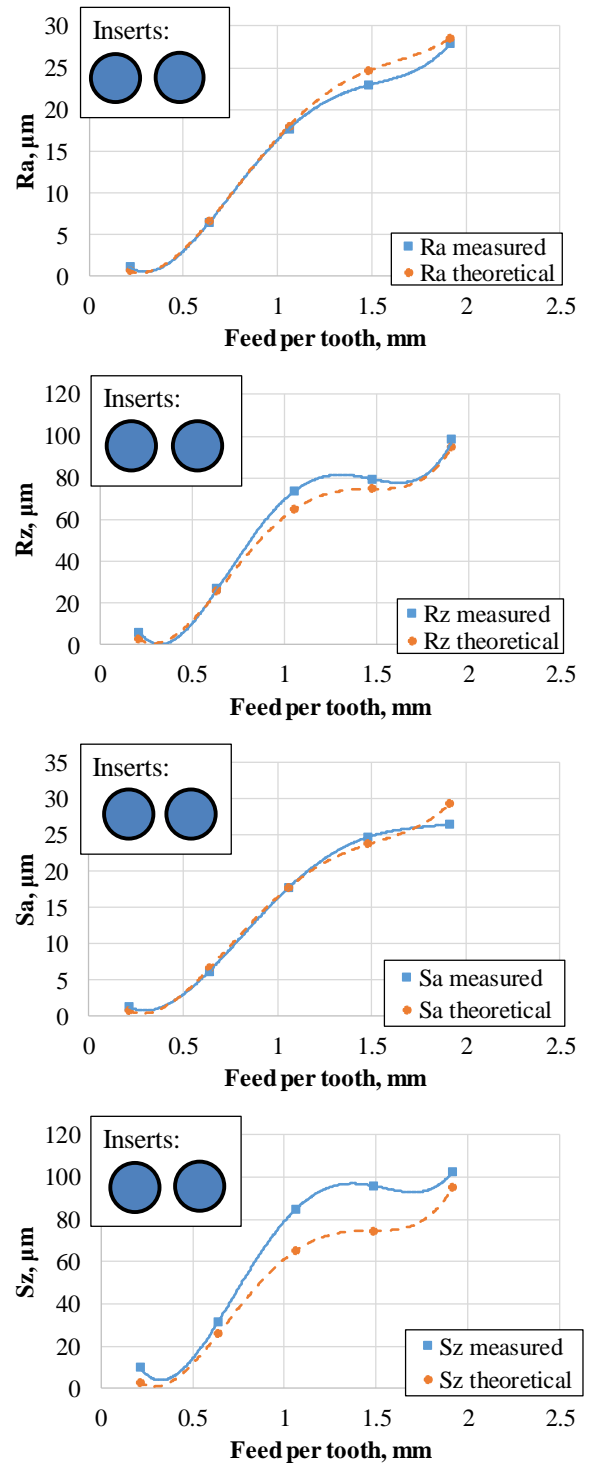 30
25
20
15
10
5
0
Ra, µm
Inserts:
Ra measured
Ra theoretical
0 0.5 1 1.5 2 2.5
Feed per tooth, mm
120
100
80
60
40
20
0
Rz, µm
Inserts:
Rz measured
Rz theoretical
0 0.5 1 1.5 2 2.5
Feed per tooth, mm
35
30
25
20
15
10
5
0
Sa, µm
Inserts:
Sa measured
Sa theoretical
0 0.5 1 1.5 2 2.5
Feed per tooth, mm
120
100
80
60
40
20
0
Sz, µm
Inserts:
Sz measured
Sz theoretical
0 0.5 1 1.5 2 2.5
Feed per tooth, mm